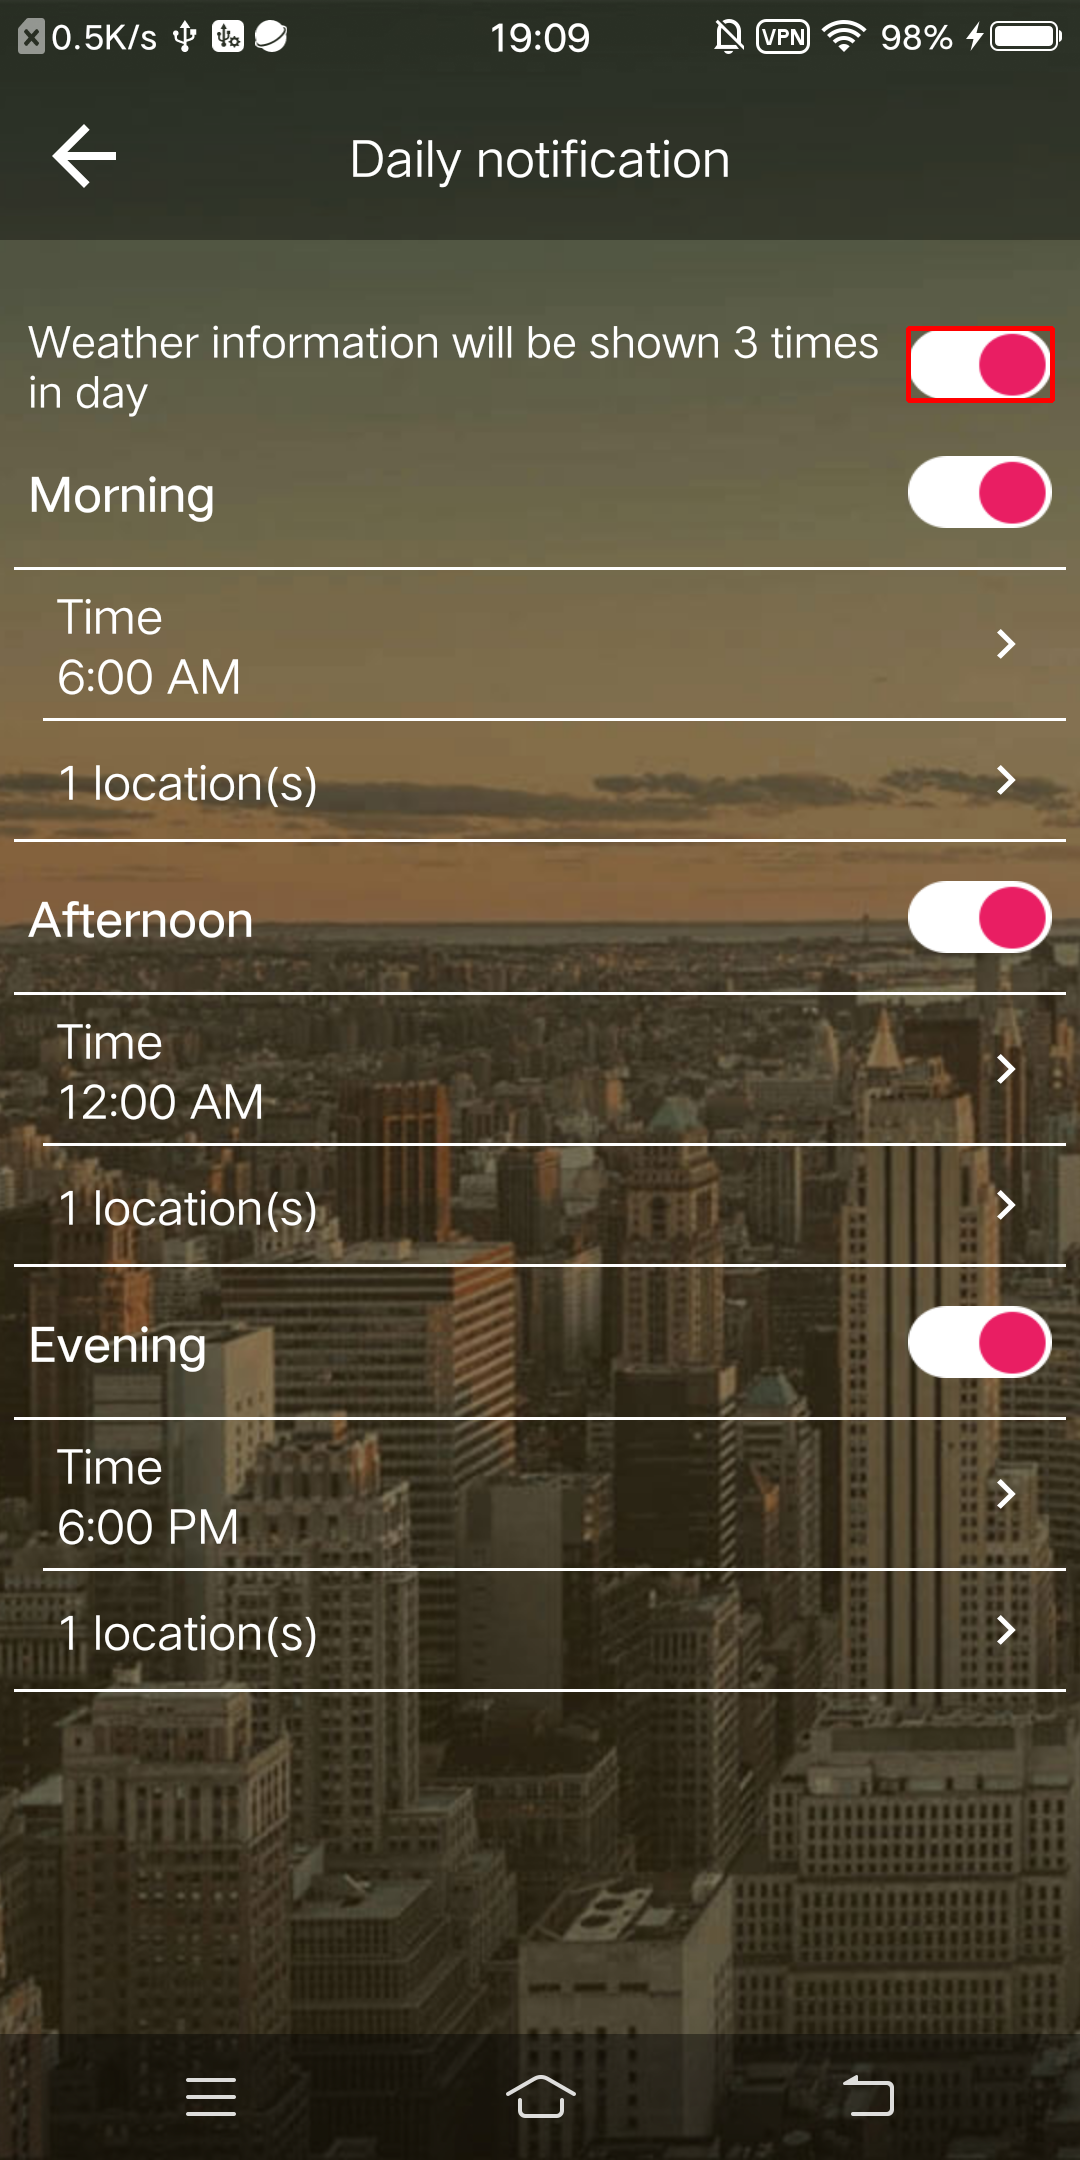 0.5K/s
19:09
VPN
98%
Daily notification
Weather information will be shown 3 times
in day
Morning
Time
6:00 AM
1 location(s)
Afternoon
Time
12:00 AM
1 location(s)
Evening
Time
6:00 PM
1 location(s)